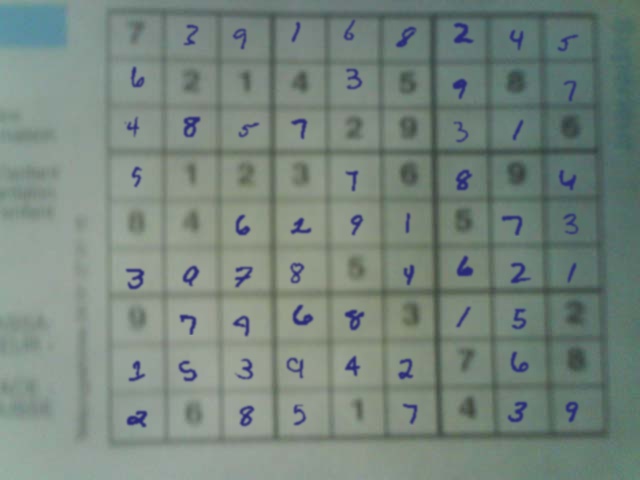 7 3 9 1 6 8 2 4 5
6 2 1 4 3 5 9 8 7
4 8 5 7 2 9 3 1 6
5 1 2 3 7 6 8 9 4
8 4 6 2 9 1 5 7 3
3 9 7 8 5 4 6 2 1
9 7 4 6 8 3 1 5 2
1 5 3 9 4 2 7 6 8
2 6 8 5 1 7 4 3 9